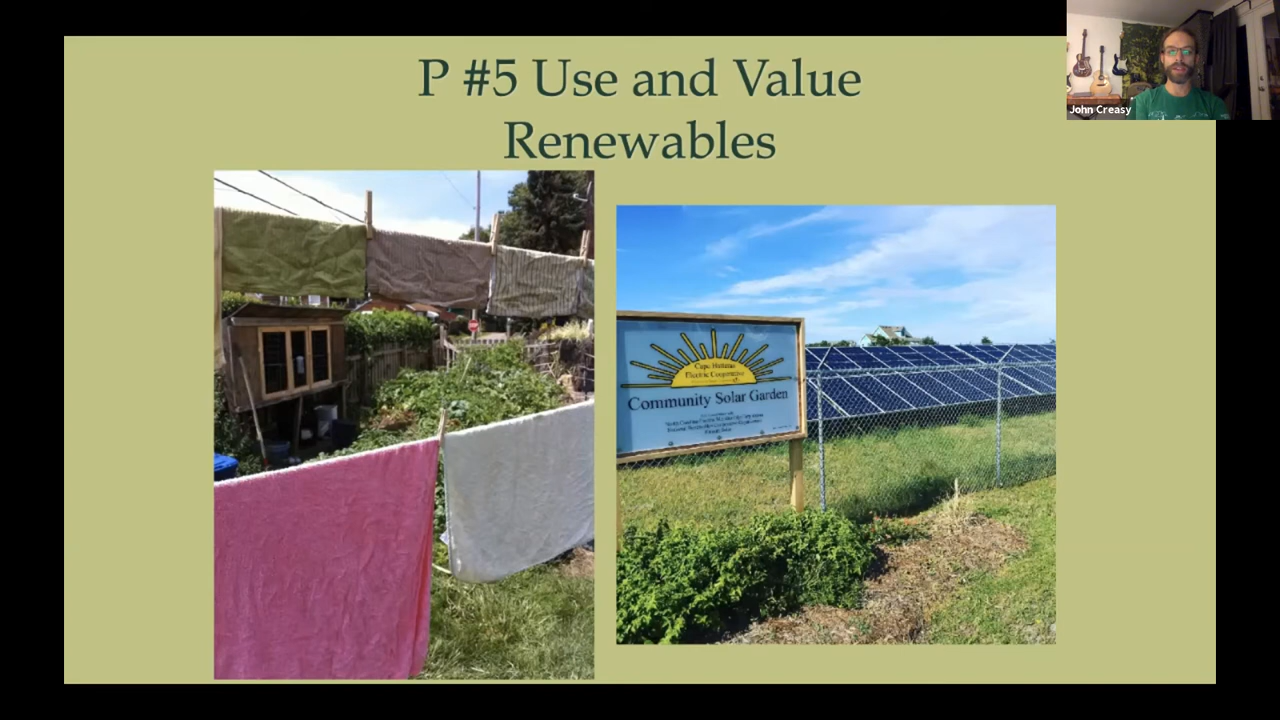 P #5 Use and Value
Renewables
John Creasy
Cape Hatteras
Electric Cooperative
Community Solar Garden